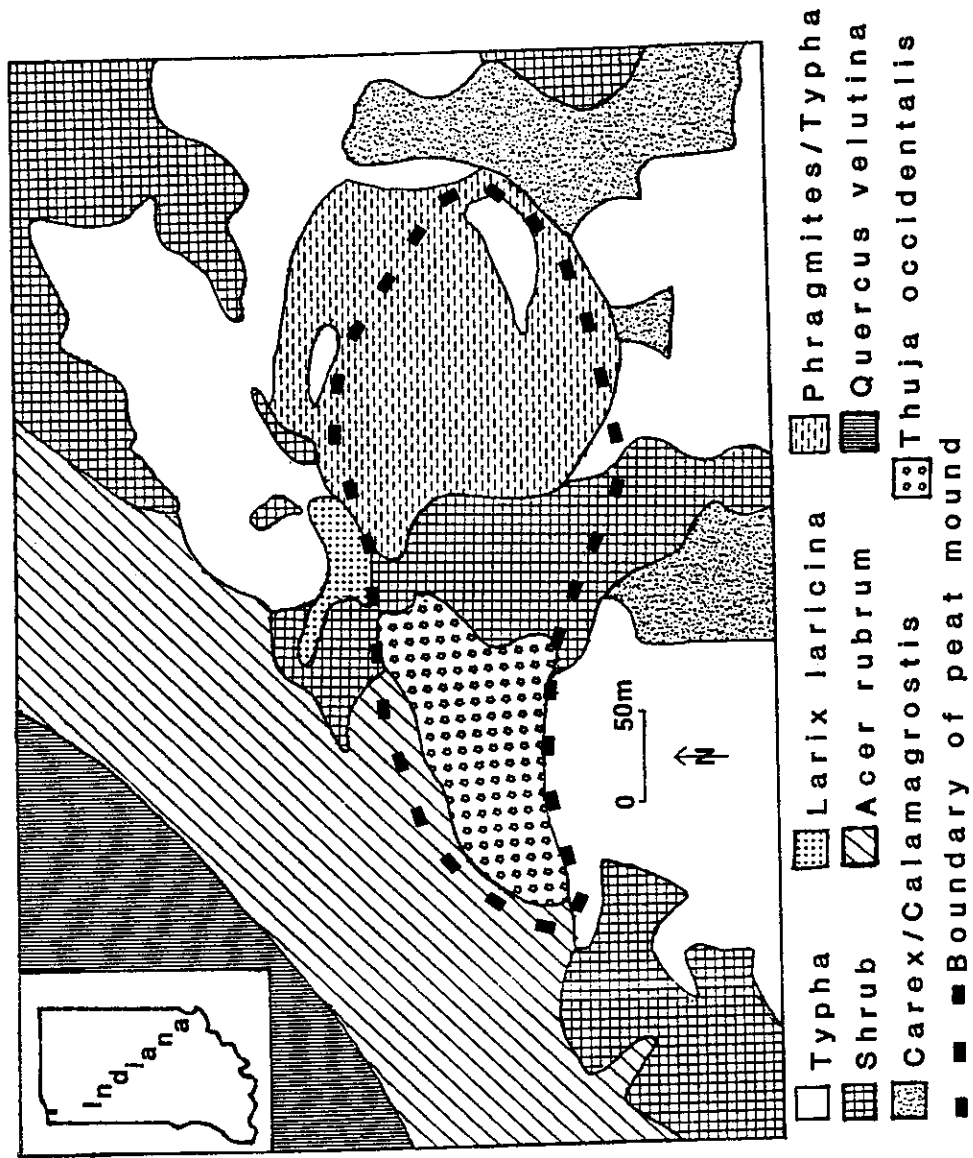 Indiana
0 50m
N
Typha Larix laricina Phragmites/Typha
Shrub Acer rubrum Quercus velutina
Carex/Calamagrostis Thuja occidentalis
Boundary of peat mound